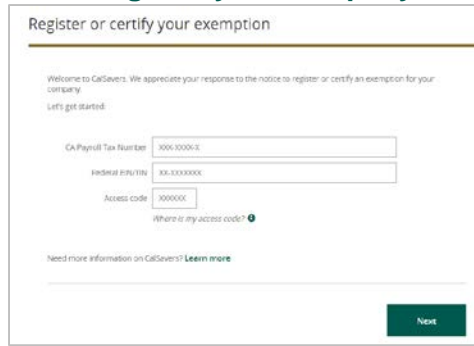 Register or certify your exemption
Welcome to CalSavers. We appreciate your response to the notice to register or certify an exemption for your
company.
Let's get started:
CA Payroll Tax Number XXX-XXXX-X
Federal EIN/TIN XX-XXXXXXX
Access code XXXXXX
Where is my access code?
Need more information on CalSavers? Learn more
Next